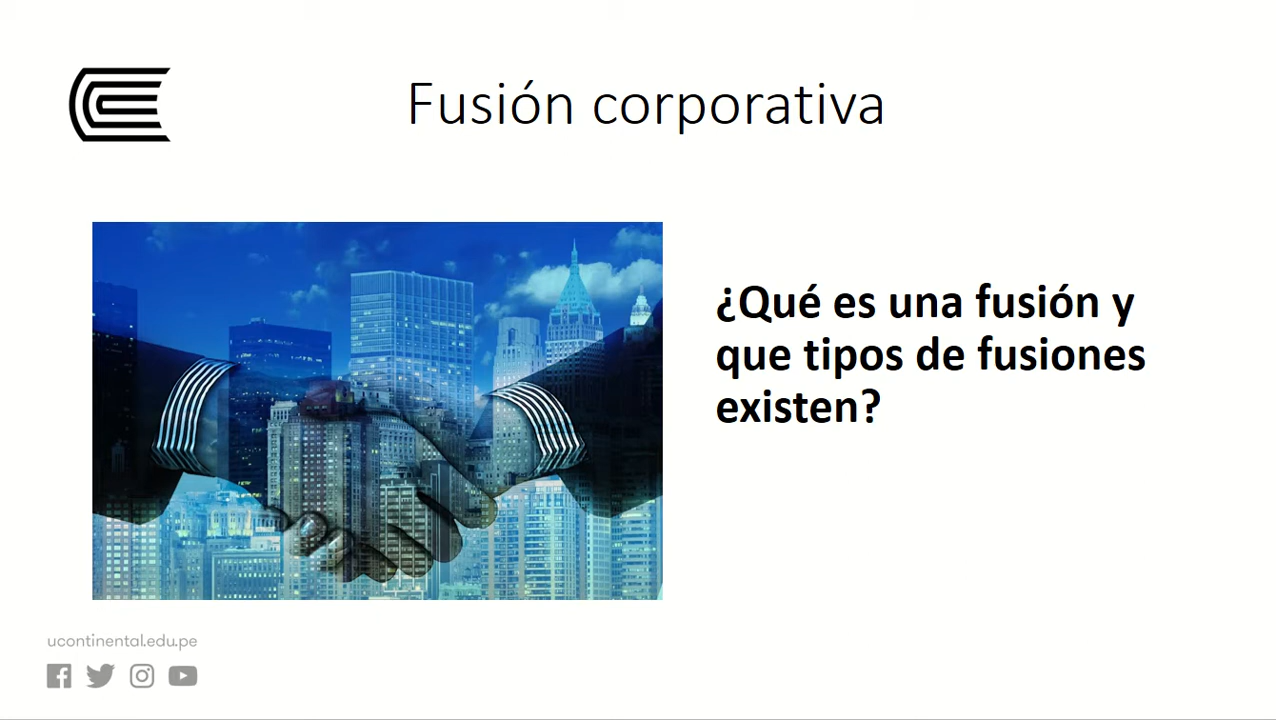 Fusión corporativa
¿Qué es una fusión y
que tipos de fusiones
existen?
ucontinental.edu.pe